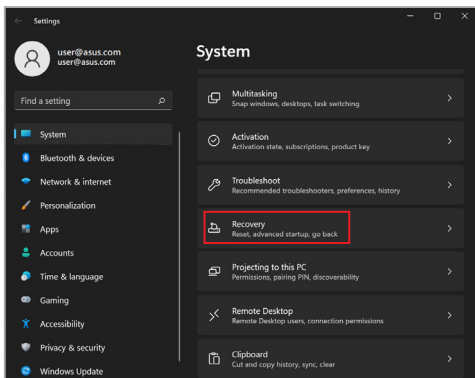 Settings
user@asus.com
user@asus.com
Find a setting
System
Bluetooth & devices
Network & internet
Personalization
Apps
Accounts
Time & language
Gaming
Accessibility
Privacy & security
Windows Update
System
Multitasking
Snap windows, desktops, task switching
Activation
Activation state, subscriptions, product key
Troubleshoot
Recommended troubleshooters, preferences, history
Recovery
Reset, advanced startup, go back
Projecting to this PC
Permissions, pairing PIN, discoverability
Remote Desktop
Remote Desktop users, connection permissions
Clipboard
Cut and copy history, sync, clear